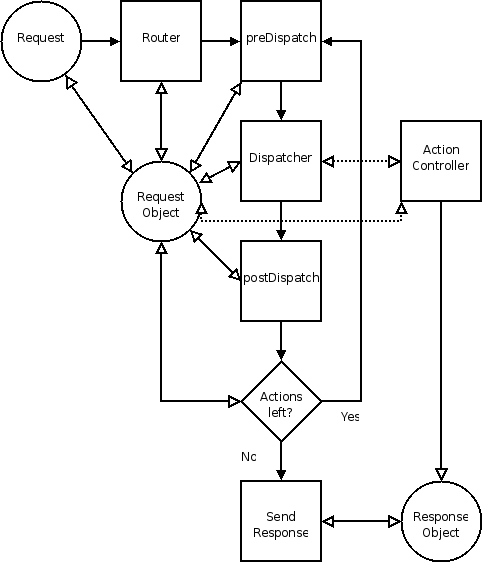 Request
Router
preDispatch
Dispatcher
Action
Controller
Request
Object
postDispatch
Actions
left?
Yes
No
Send
Response
Response
Object